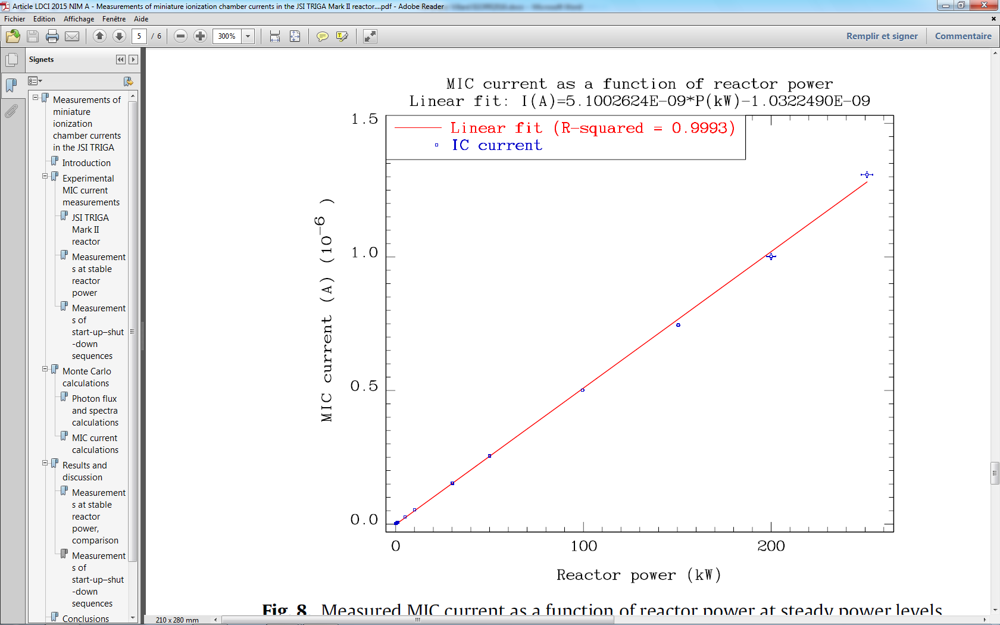 Article LDCI 2015 NIM A - Measurements of miniature ionization chamber currents in the JSI TRIGA Mark II reactor....pdf - Adobe Reader
Fichier Edition Affichage Fenêtre Aide
5 / 6 300% Remplir et signer Commentaire
Signets
Measurements of
miniature
ionization
chamber currents
in the JSI TRIGA
Introduction
Experimental
MIC current
measurements
JSI TRIGA
Mark II
reactor
Measurement
s at stable
reactor
power
Measurement
s of
start-up–shut
-down
sequences
Monte Carlo
calculations
Photon flux
and spectra
calculations
MIC current
calculations
Results and
discussion
Measurement
s at stable
reactor
power,
comparison
Measurement
s of
start-up–shut
-down
sequences
Conclusions
MIC current as a function of reactor power
Linear fit: I(A)=5.1002624E-09*P(kW)-1.0322490E-09
Linear fit (R-squared = 0.9993)
IC current
1.5
1.0
0.5
0.0
MIC current (A) (10-6 )
0 100 200
Reactor power (kW)
Fig. 8. Measured MIC current as a function of reactor power at steady power levels
210 x 280 mm